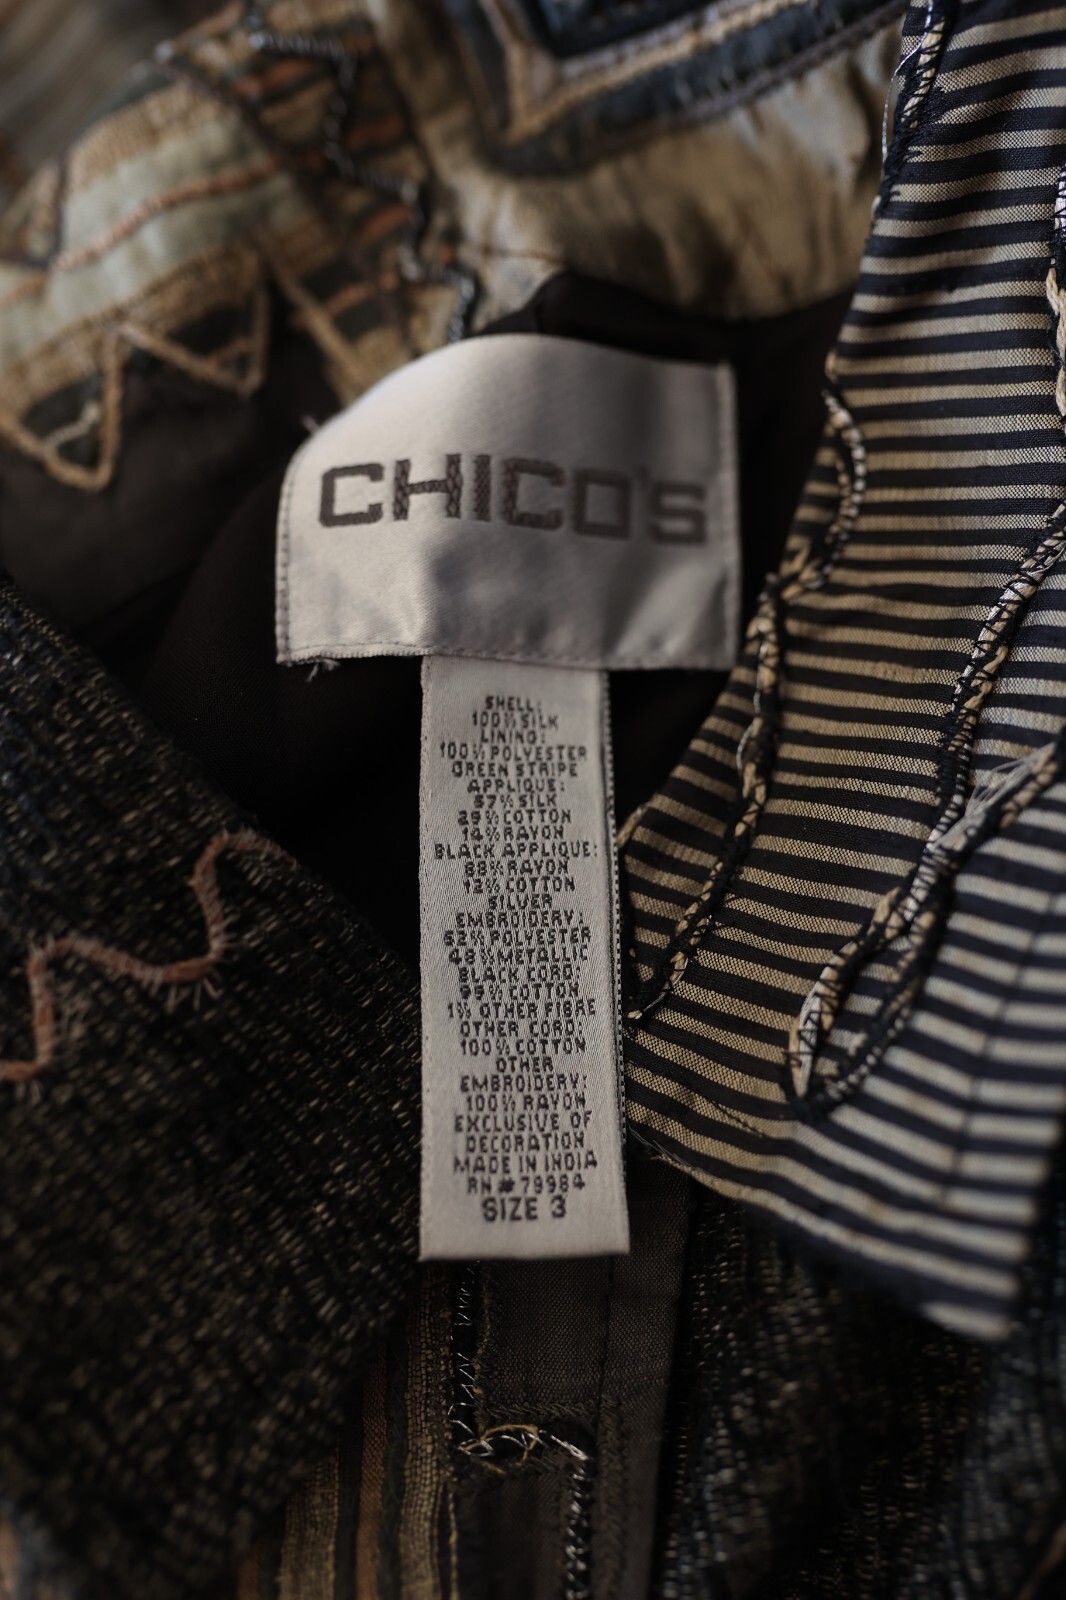 CHICO'S
SHELL:
100% SILK
LINING:
100% POLYESTER
GREEN STRIPE
APPLIQUE:
57% SILK
29% COTTON
14% RAYON
BLACK APPLIQUE:
88% RAYON
12% COTTON
SILVER
EMBROIDERY:
52% POLYESTER
48% METALLIC
BLACK CORD:
99% COTTON
1% OTHER FIBRE
OTHER CORD:
100% COTTON
OTHER
EMBROIDERY:
100% RAYON
EXCLUSIVE OF
DECORATION
MADE IN INDIA
RN# 79984
SIZE 3